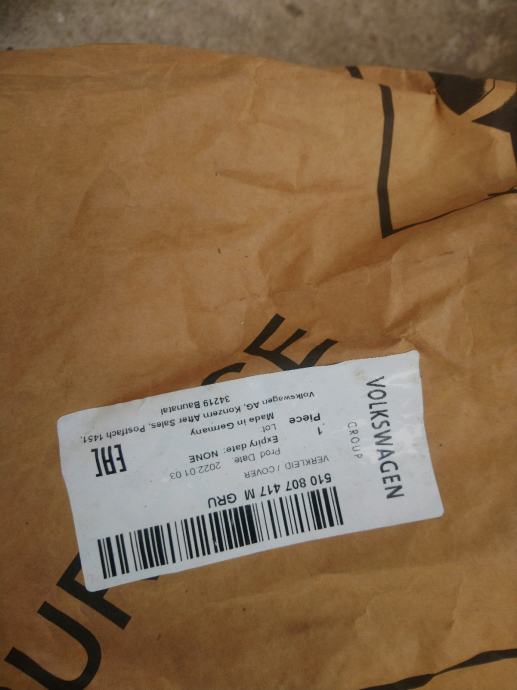 VOLKSWAGEN
GROUP
510 807 417 M GRU
VERKLEID / COVER
Prod Date 2022.01.03
1 Piece
Expiry date: NONE
Lot
Made in Germany
Volkswagen AG, Konzern After Sales, Postfach 1451,
34219 Baunatal
EAC